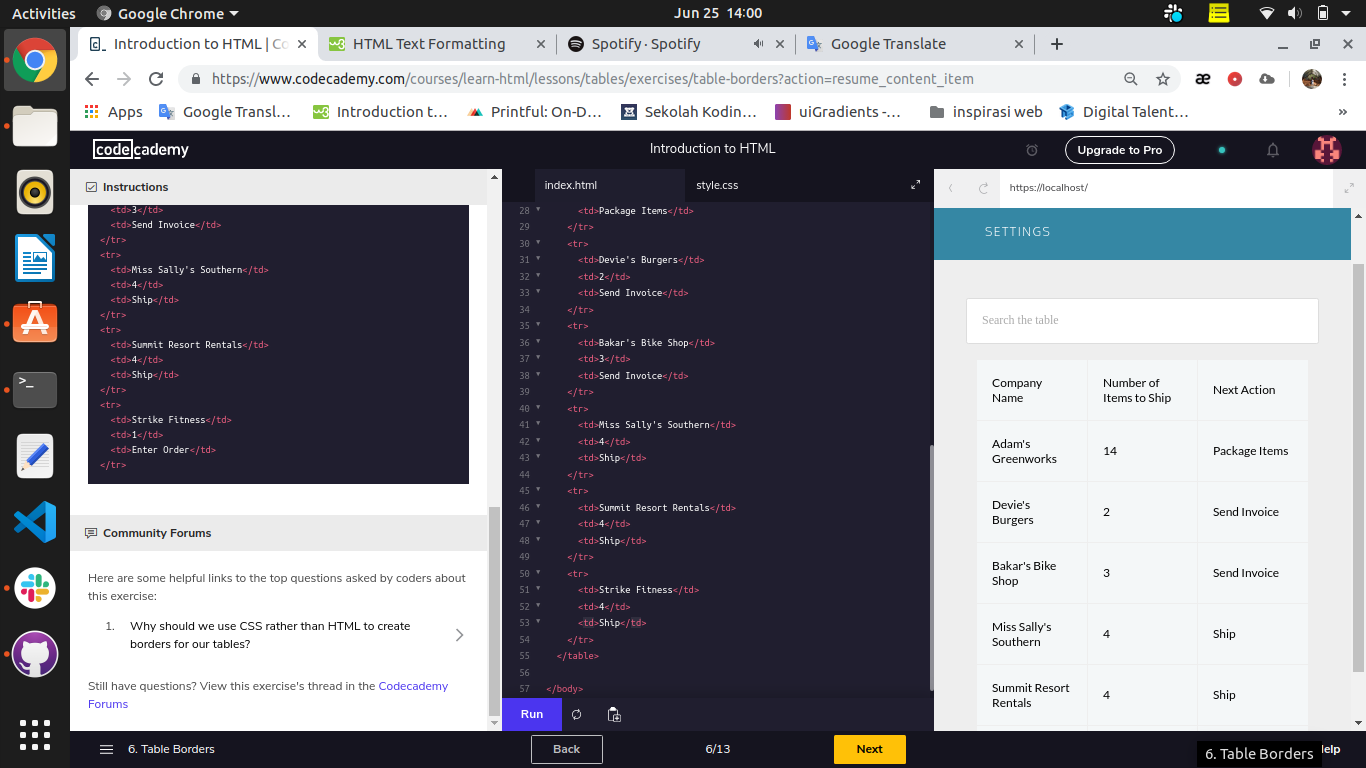 Activities
Google Chrome
Jun 25 14:00
Introduction to HTML | Co
HTML Text Formatting
Spotify · Spotify
Google Translate
https://www.codecademy.com/courses/learn-html/lessons/tables/exercises/table-borders?action=resume_content_item
Apps
Google Transl…
Introduction t…
Printful: On-D…
Sekolah Kodin…
uiGradients -…
inspirasi web
Digital Talent…
»
codecademy
Introduction to HTML
Upgrade to Pro
Instructions
<td>3</td>
<td>Send Invoice</td>
</tr>
<tr>
<td>Miss Sally's Southern</td>
<td>4</td>
<td>Ship</td>
</tr>
<tr>
<td>Summit Resort Rentals</td>
<td>4</td>
<td>Ship</td>
</tr>
<tr>
<td>Strike Fitness</td>
<td>1</td>
<td>Enter Order</td>
</tr>
Community Forums
Here are some helpful links to the top questions asked by coders about
this exercise:
1. Why should we use CSS rather than HTML to create
borders for our tables?
Still have questions? View this exercise's thread in the Codecademy
Forums
index.html
style.css
28 <td>Package Items</td>
29 </tr>
30 <tr>
31 <td>Devie's Burgers</td>
32 <td>2</td>
33 <td>Send Invoice</td>
34 </tr>
35 <tr>
36 <td>Bakar's Bike Shop</td>
37 <td>3</td>
38 <td>Send Invoice</td>
39 </tr>
40 <tr>
41 <td>Miss Sally's Southern</td>
42 <td>4</td>
43 <td>Ship</td>
44 </tr>
45 <tr>
46 <td>Summit Resort Rentals</td>
47 <td>4</td>
48 <td>Ship</td>
49 </tr>
50 <tr>
51 <td>Strike Fitness</td>
52 <td>4</td>
53 <td>Ship</td>
54 </tr>
55 </table>
56
57 </body>
Run
https://localhost/
SETTINGS
Search the table
Company
Name
Number of
Items to Ship
Next Action
Adam's
Greenworks
14
Package Items
Devie's
Burgers
2
Send Invoice
Bakar's Bike
Shop
3
Send Invoice
Miss Sally's
Southern
4
Ship
Summit Resort
Rentals
4
Ship
6. Table Borders
Back
6/13
Next
6. Table Borders
elp